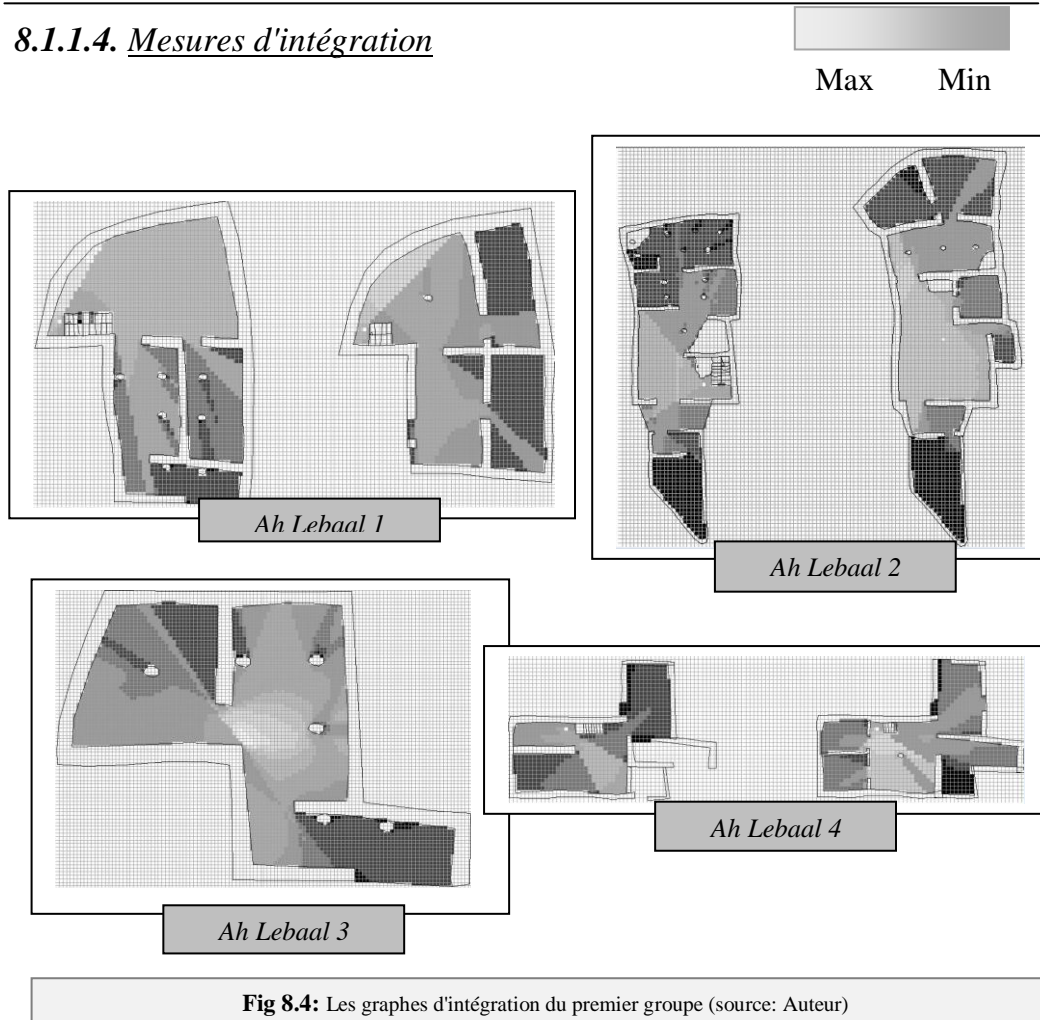 8.1.1.4. Mesures d'intégration
Max Min
Ah Lebaal 1
Ah Lebaal 2
Ah Lebaal 3
Ah Lebaal 4
Fig 8.4: Les graphes d'intégration du premier groupe (source: Auteur)